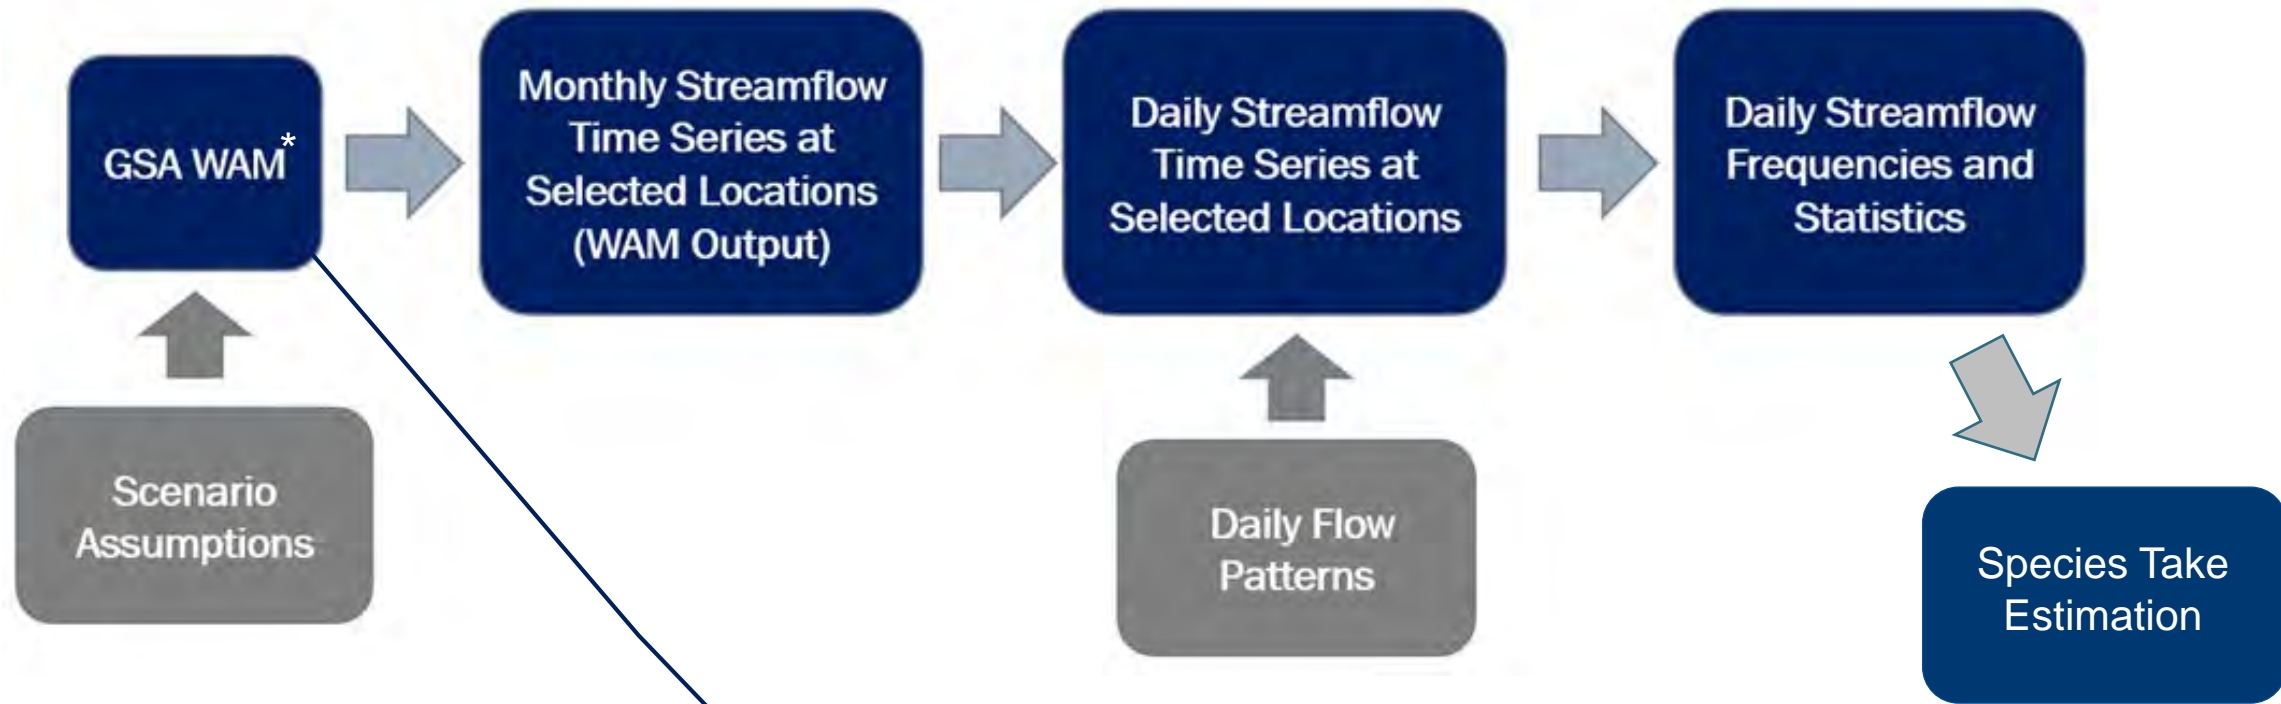 GSA WAM*
Monthly Streamflow
Time Series at
Selected Locations
(WAM Output)
Daily Streamflow
Time Series at
Selected Locations
Daily Streamflow
Frequencies and
Statistics
Scenario
Assumptions
Daily Flow
Patterns
Species Take
Estimation